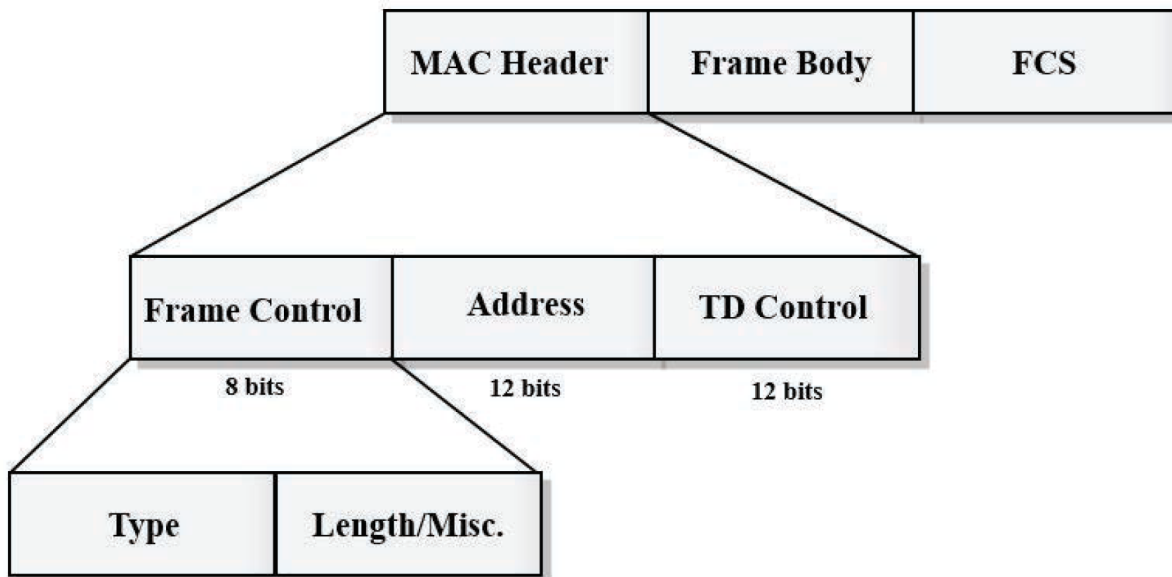 MAC Header
Frame Body
FCS
Frame Control
Address
TD Control
8 bits
12 bits
12 bits
Type
Length/Misc.